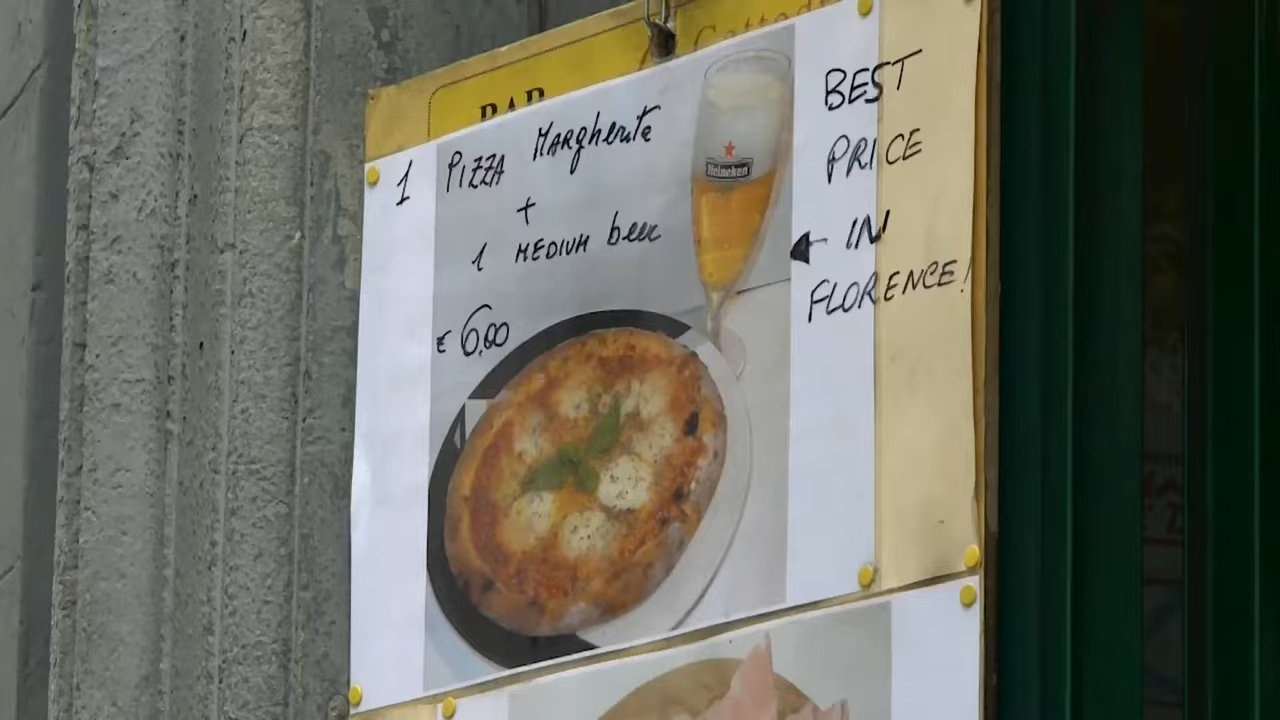 BAR
1 PIZZA MARgheRitA
+
1 MEDIUM beer
€ 6,00
Heineken
BEST
PRICE
IN
FLORENCE!